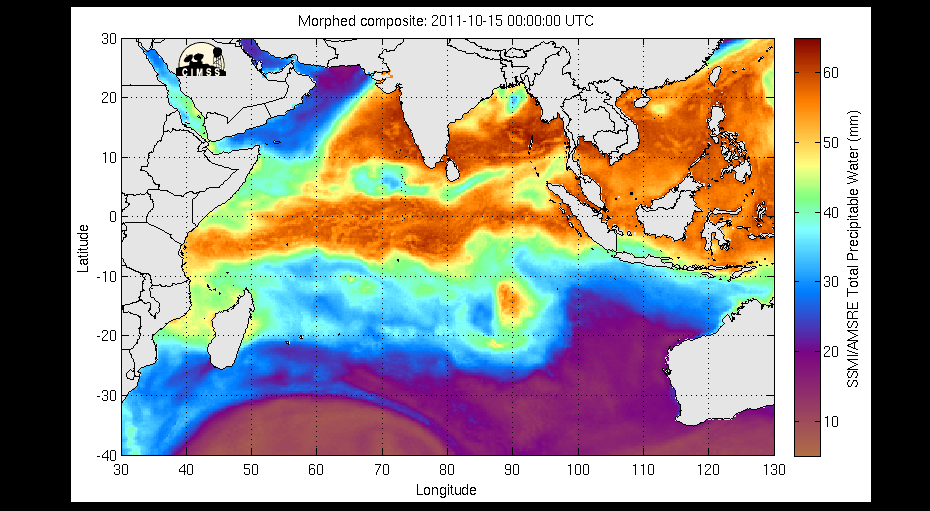 Morphed composite: 2011-10-15 00:00:00 UTC
CIMSS
30
20
10
0
-10
-20
-30
-40
Latitude
30 40 50 60 70 80 90 100 110 120 130
Longitude
60
50
40
30
20
10
SSMI/AMSRE Total Precipitable Water (mm)